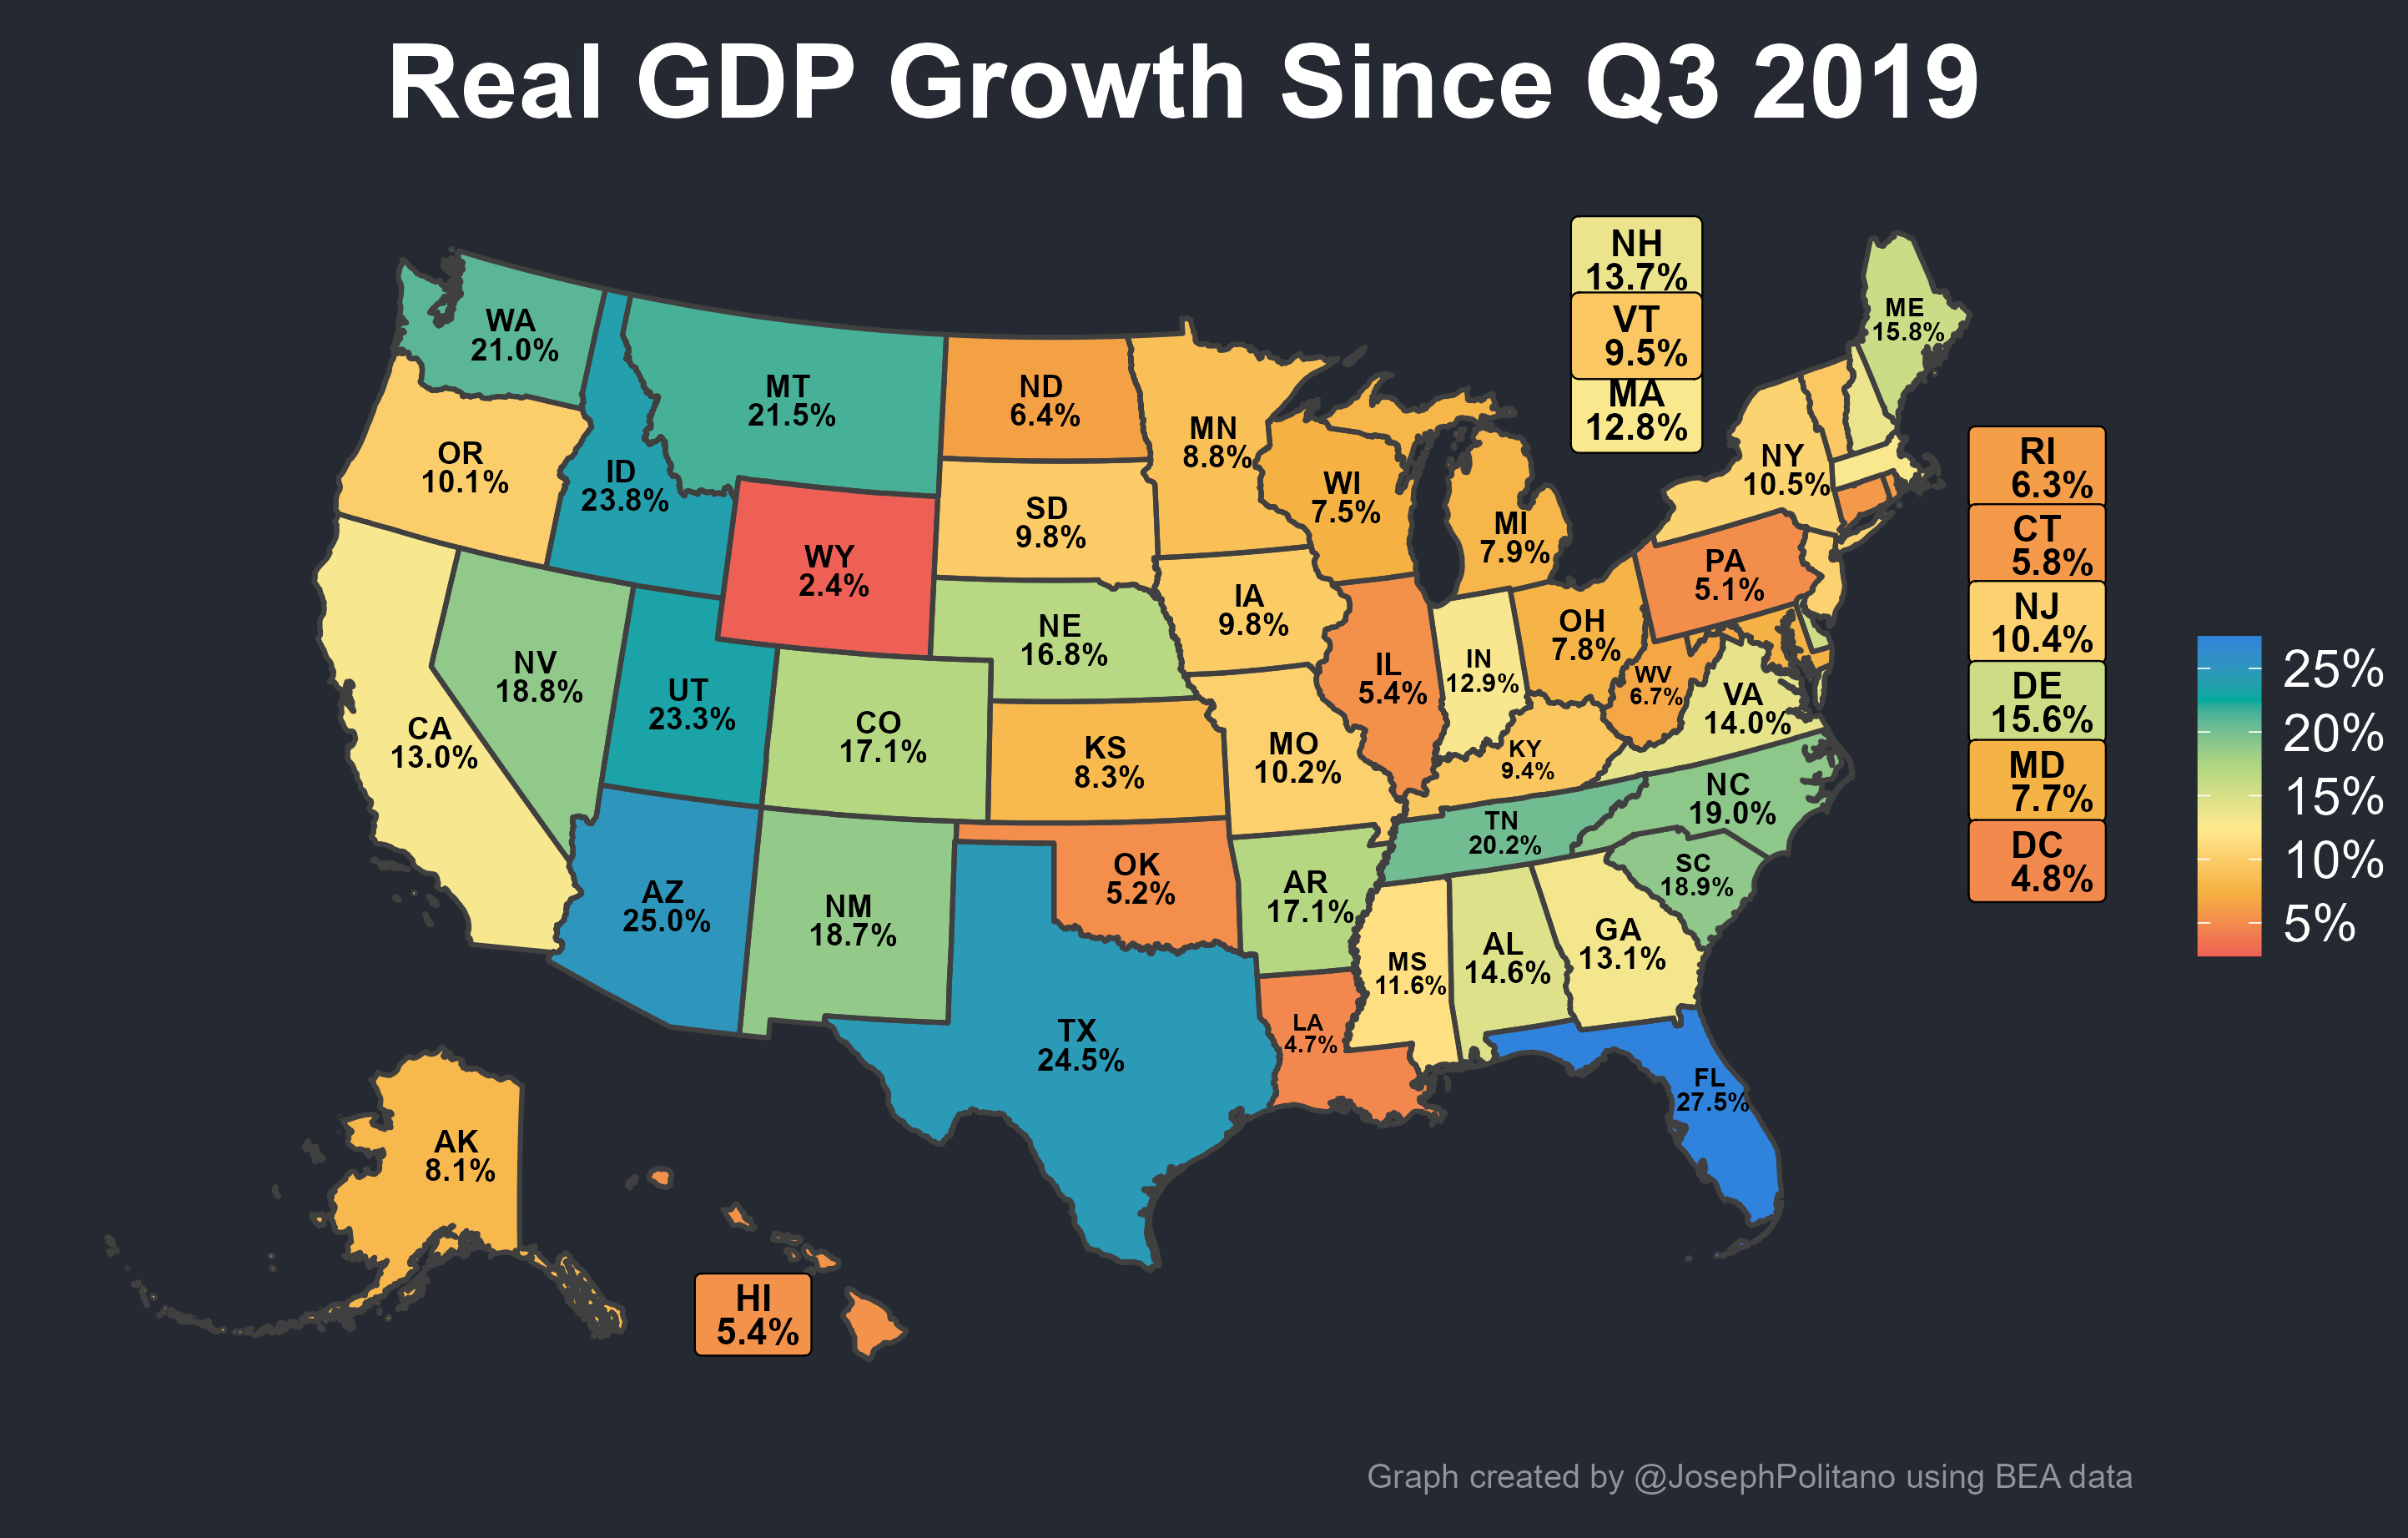 Real GDP Growth Since Q3 2019
NH
13.7%
VT
9.5%
MA
12.8%
ME
15.8%
WA
21.0%
MT
21.5%
ND
6.4%
MN
8.8%
OR
10.1%
ID
23.8%
WY
2.4%
SD
9.8%
WI
7.5%
MI
7.9%
NY
10.5%
RI
6.3%
CT
5.8%
NJ
10.4%
DE
15.6%
MD
7.7%
DC
4.8%
PA
5.1%
IA
9.8%
NE
16.8%
OH
7.8%
IN
12.9%
IL
5.4%
WV
6.7%
VA
14.0%
NV
18.8%
UT
23.3%
CO
17.1%
CA
13.0%
KS
8.3%
MO
10.2%
KY
9.4%
NC
19.0%
TN
20.2%
SC
18.9%
AZ
25.0%
NM
18.7%
OK
5.2%
AR
17.1%
MS
11.6%
AL
14.6%
GA
13.1%
LA
4.7%
TX
24.5%
FL
27.5%
AK
8.1%
HI
5.4%
25%
20%
15%
10%
5%
Graph created by @JosephPolitano using BEA data